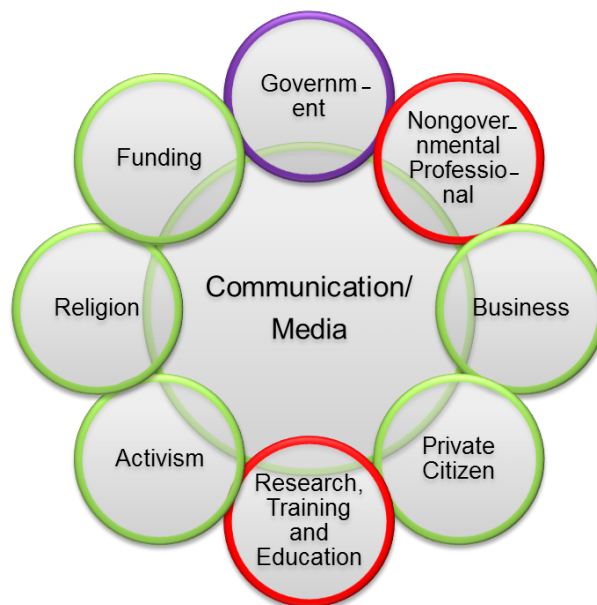 Governm–
ent
Nongover–
nmental
Professio–
nal
Business
Private
Citizen
Research,
Training
and
Education
Activism
Religion
Funding
Communication/
Media